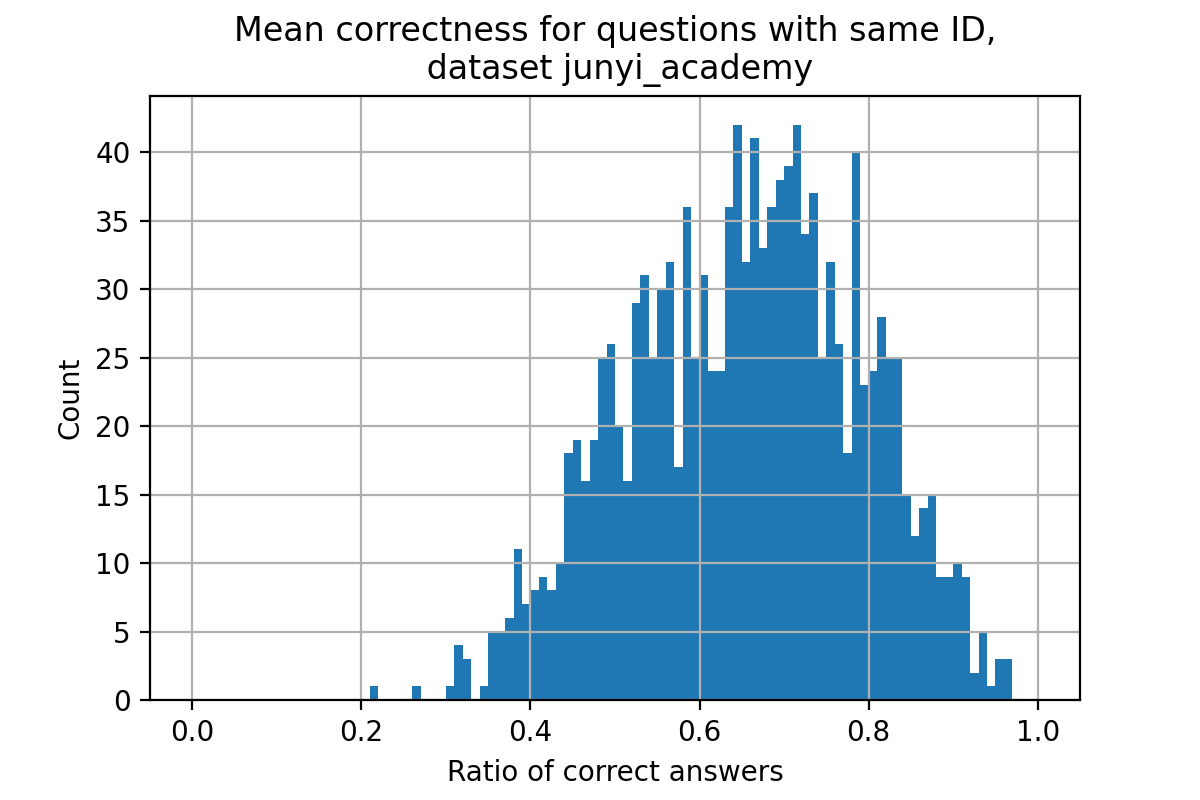 Mean correctness for questions with same ID,
dataset junyi_academy
40
35
30
25
20
15
10
5
0
Count
0.0 0.2 0.4 0.6 0.8 1.0
Ratio of correct answers